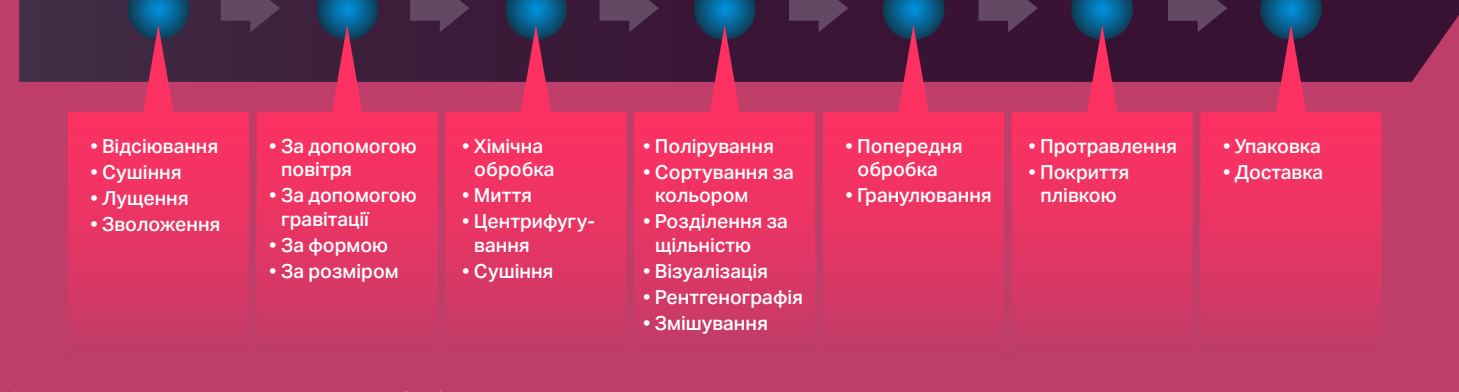 • Відсіювання
• Сушіння
• Лущення
• Зволоження
• За допомогою
повітря
• За допомогою
гравітації
• За формою
• За розміром
• Хімічна
обробка
• Миття
• Центрифугу-
вання
• Сушіння
• Полірування
• Сортування за
кольором
• Розділення за
щільністю
• Візуалізація
• Рентгенографія
• Змішування
• Попередня
обробка
• Гранулювання
• Протравлення
• Покриття
плівкою
• Упаковка
• Доставка